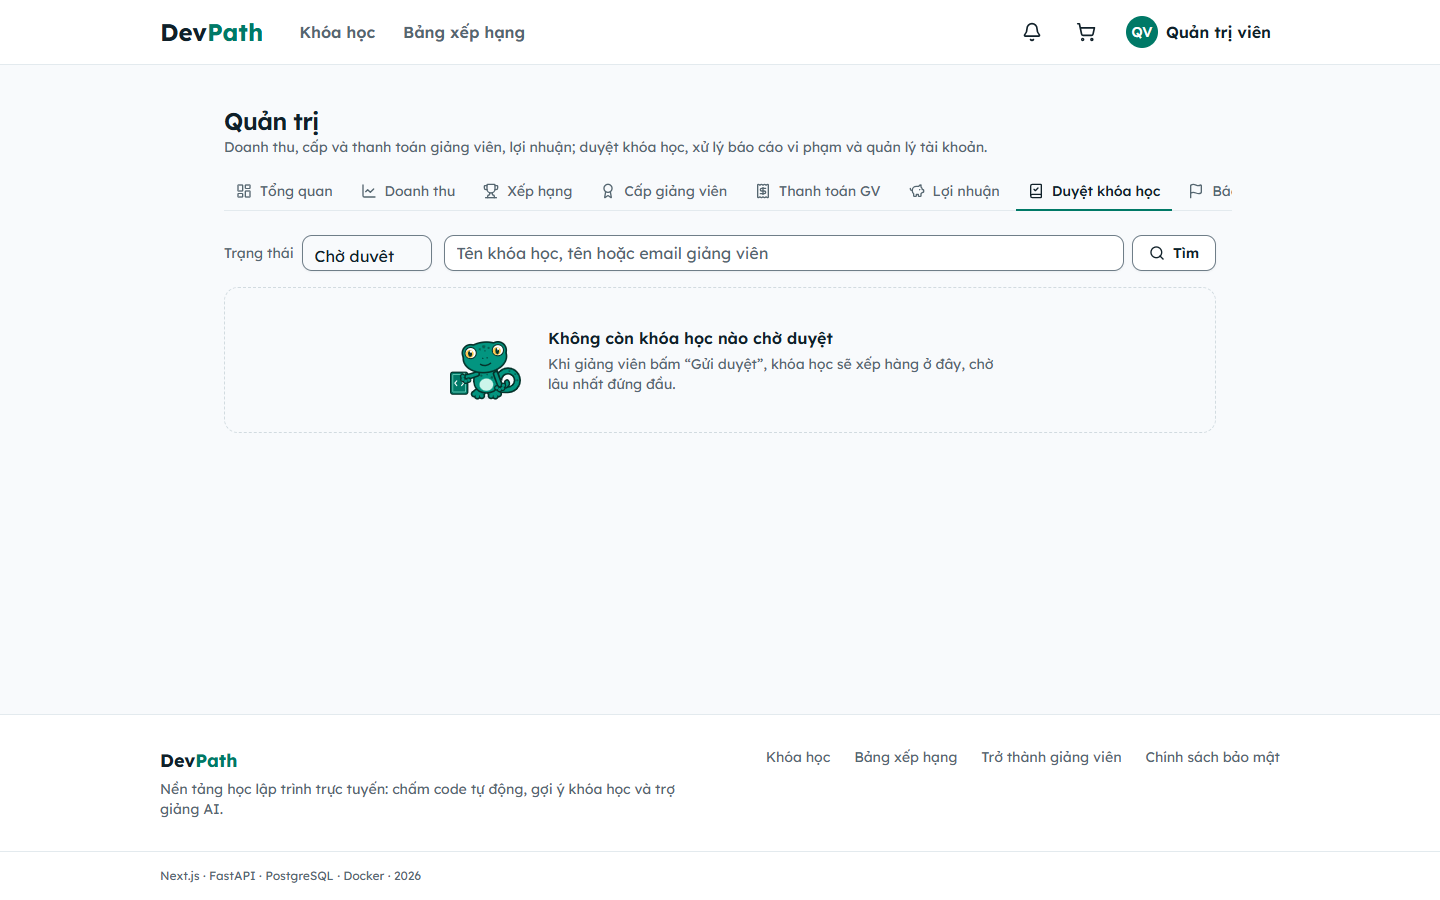 DevPath
Khóa học
Bảng xếp hạng
QV
Quản trị viên
Quản trị
Doanh thu, cấp và thanh toán giảng viên, lợi nhuận; duyệt khóa học, xử lý báo cáo vi phạm và quản lý tài khoản.
Tổng quan
Doanh thu
Xếp hạng
Cấp giảng viên
Thanh toán GV
Lợi nhuận
Duyệt khóa học
Trạng thái
Chờ duyệt
Tên khóa học, tên hoặc email giảng viên
Tìm
Không còn khóa học nào chờ duyệt
Khi giảng viên bấm “Gửi duyệt”, khóa học sẽ xếp hàng ở đây, chờ
lâu nhất đứng đầu.
DevPath
Nền tảng học lập trình trực tuyến: chấm code tự động, gợi ý khóa học và trợ
giảng AI.
Khóa học
Bảng xếp hạng
Trở thành giảng viên
Chính sách bảo mật
Next.js · FastAPI · PostgreSQL · Docker · 2026